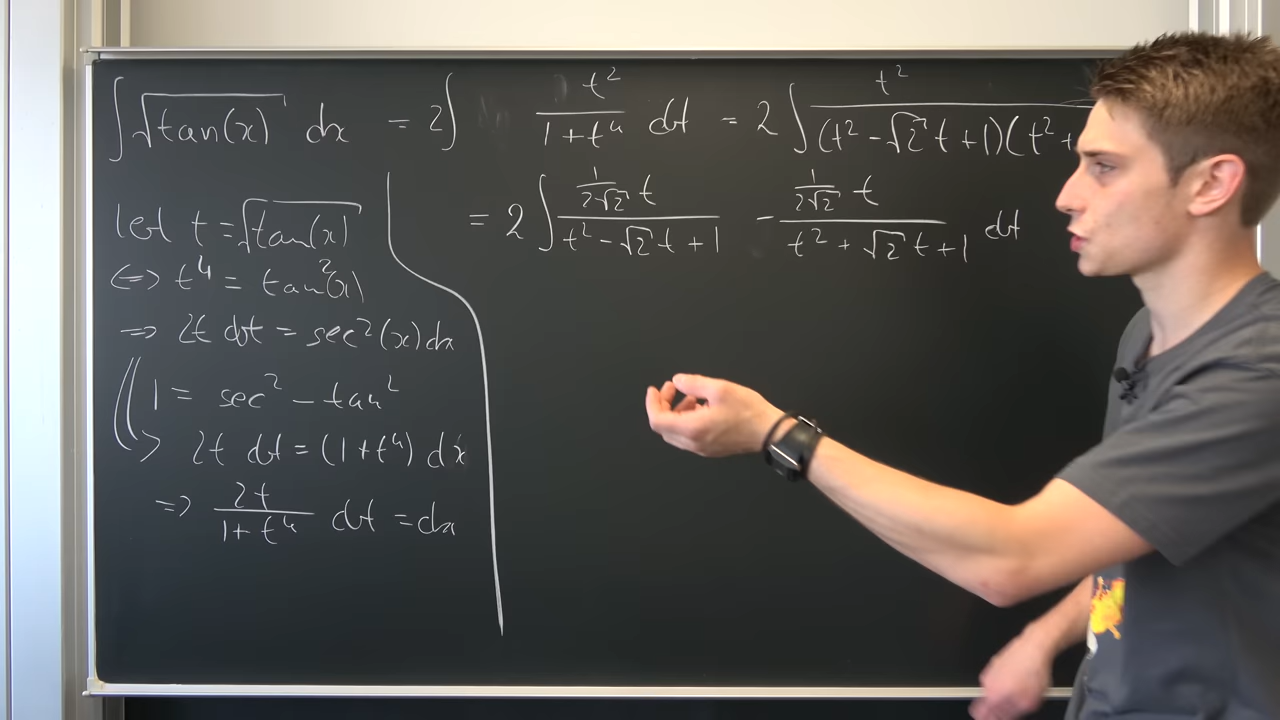 ∫√tan(x) dx = 2∫ t²/(1+t⁴) dt = 2∫ t²/((t²-√2 t+1)(t²+
= 2∫ (1/(2√2) t)/(t²-√2 t+1) - (1/(2√2) t)/(t²+√2 t+1) dt
let t=√tan(x)
<=> t⁴ = tan²(x)
=> 2t dt = sec²(x)dx
1 = sec² - tan²
2t dt = (1+t⁴) dx
=> 2t/(1+t⁴) dt = dx